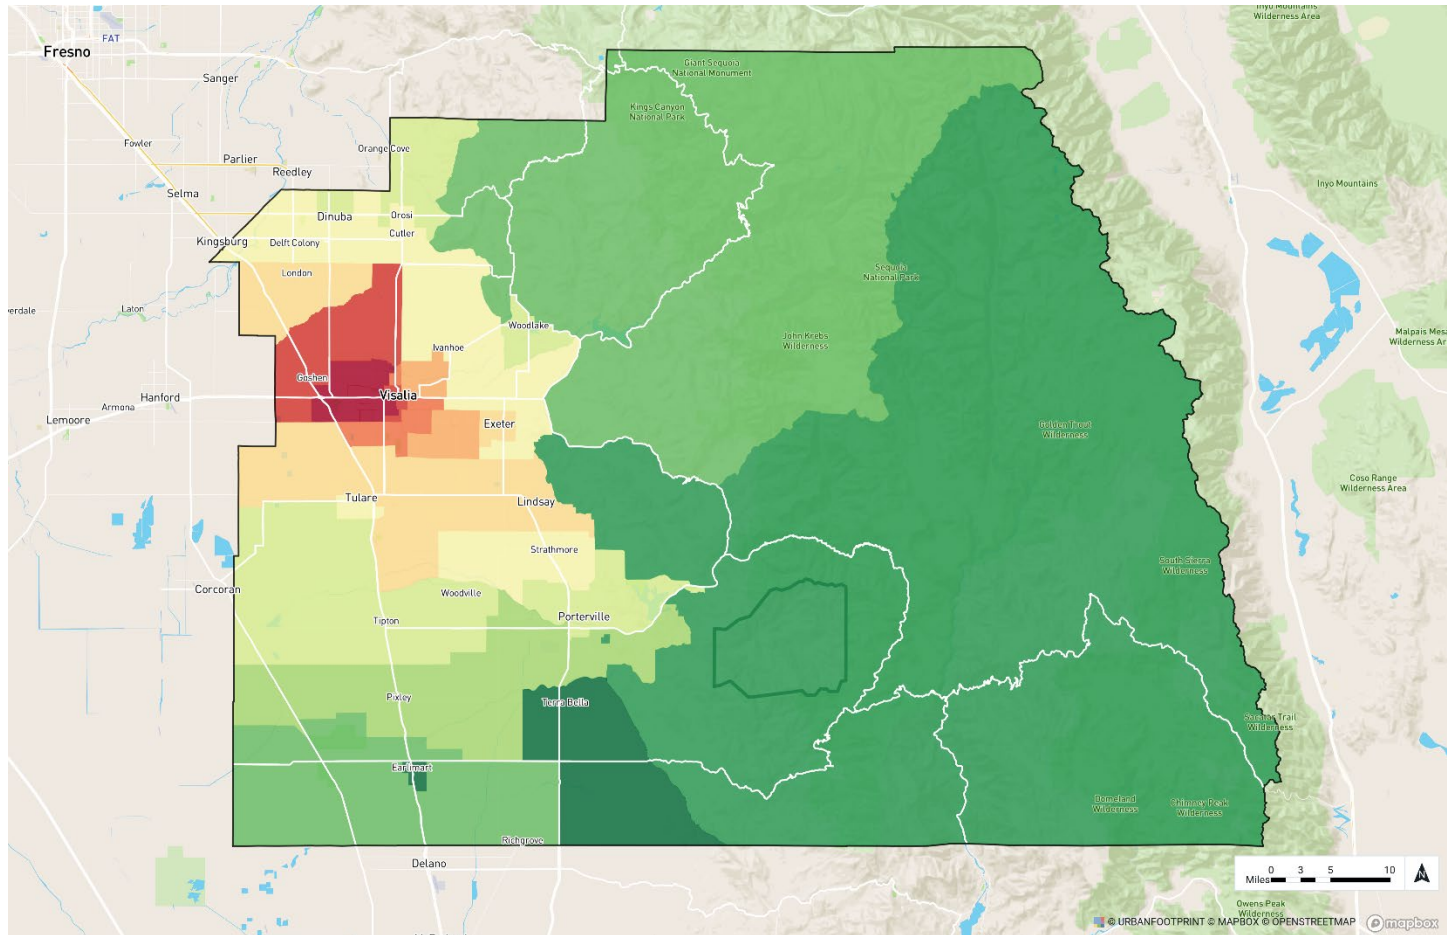 Inyo Mountains
Wilderness Area
FAT
Fresno
Sanger
Giant Sequoia
National Monument
Kings Canyon
National Park
Fowler
Orange Cove
Parlier
Reedley
Selma
Inyo Mountains
Dinuba
Orosi
Cutler
Kingsburg
Delft Colony
London
Sequoia
National Park
verdale
Laton
Woodlake
John Krebs
Wilderness
Malpais Mesa
Wilderness Ar
Ivanhoe
Goshen
Visalia
Hanford
Armona
Lemoore
Exeter
Golden Trout
Wilderness
Coso Range
Wilderness Area
Tulare
Lindsay
Strathmore
South Sierra
Wilderness
Corcoran
Woodville
Porterville
Tipton
Pixley
Terra Bella
Sacatar Trail
Wilderness
Earlimart
Domeland
Wilderness
Chimney Peak
Wilderness
Richgrove
Delano
0 3 5 10
Miles
N
Owens Peak
Wilderness
© URBANFOOTPRINT © MAPBOX © OPENSTREETMAP
mapbox